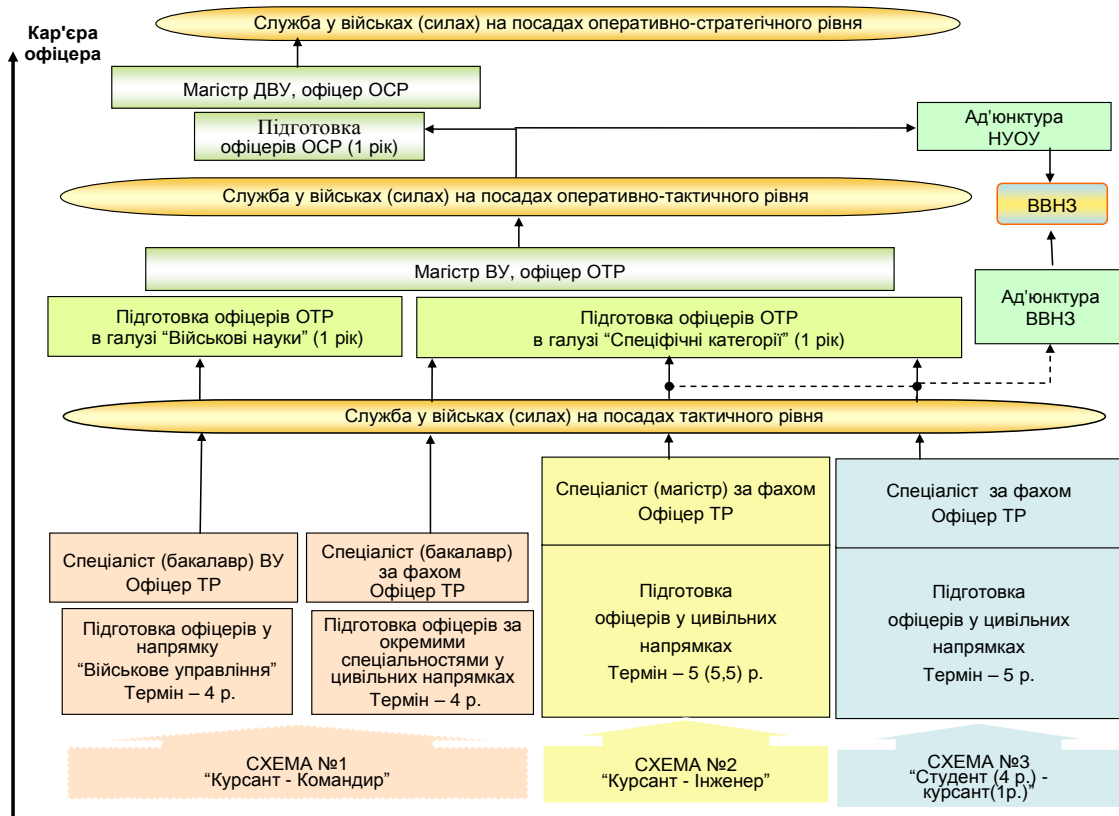 Кар'єра
офіцера
Служба у військах (силах) на посадах оперативно-стратегічного рівня
Магістр ДВУ, офіцер ОСР
Підготовка
офіцерів ОСР (1 рік)
Ад'юнктура
НУОУ
Служба у військах (силах) на посадах оперативно-тактичного рівня
ВВНЗ
Магістр ВУ, офіцер ОТР
Ад'юнктура
ВВНЗ
Підготовка офіцерів ОТР
в галузі “Військові науки” (1 рік)
Підготовка офіцерів ОТР
в галузі “Спеціфічні категорії” (1 рік)
Служба у військах (силах) на посадах тактичного рівня
Спеціаліст (бакалавр) ВУ
Офіцер ТР
Підготовка офіцерів у
напрямку
“Військове управління”
Термін – 4 р.
Спеціаліст (бакалавр)
за фахом
Офіцер ТР
Підготовка офіцерів за
окремими
спеціальностями у
цивільних напрямках
Термін – 4 р.
Спеціаліст (магістр) за фахом
Офіцер ТР
Підготовка
офіцерів у цивільних
напрямках
Термін – 5 (5,5) р.
Спеціаліст за фахом
Офіцер ТР
Підготовка
офіцерів у цивільних
напрямках
Термін – 5 р.
СХЕМА №1
“Курсант - Командир”
СХЕМА №2
“Курсант - Інженер”
СХЕМА №3
“Студент (4 р.) -
курсант(1р.)”